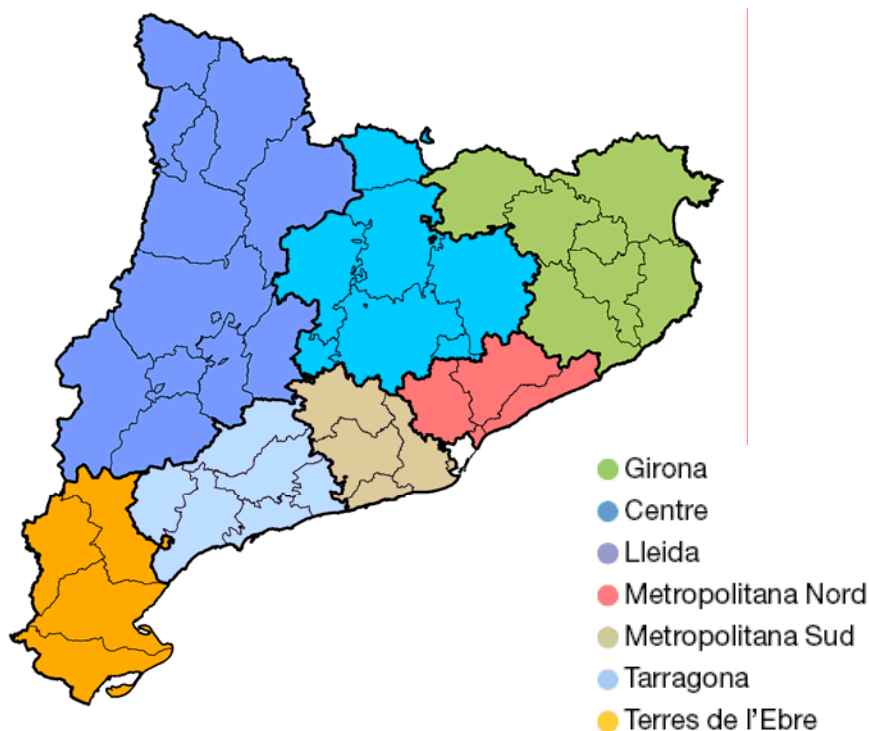 Girona
Centre
Lleida
Metropolitana Nord
Metropolitana Sud
Tarragona
Terres de l'Ebre